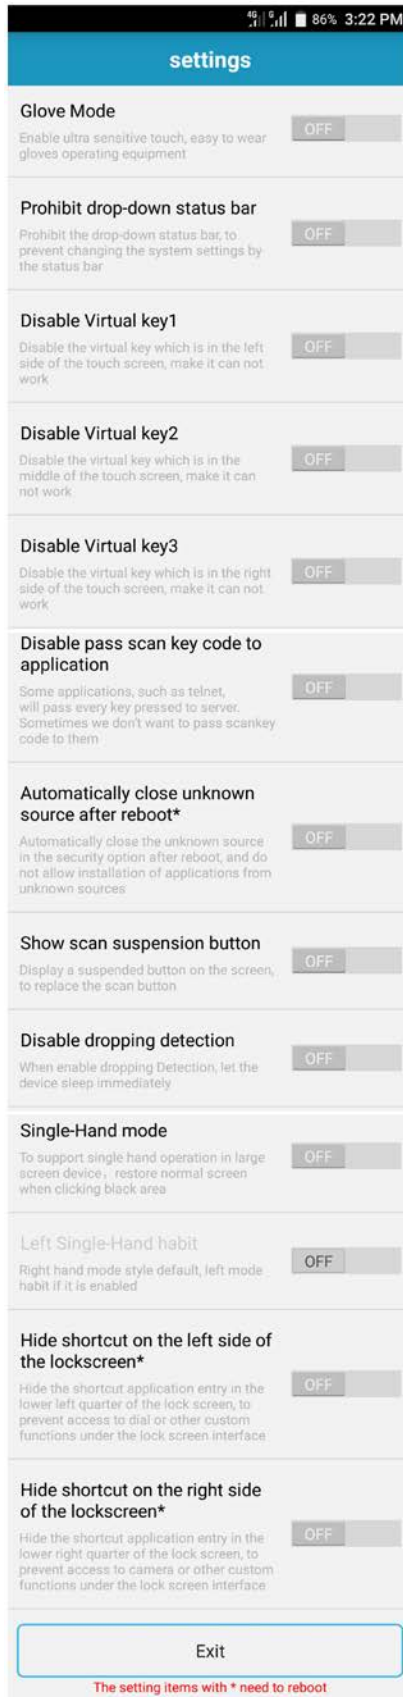 4G G 86% 3:22 PM
settings
Glove Mode
Enable ultra sensitive touch, easy to wear
gloves operating equipment
OFF
Prohibit drop-down status bar
Prohibit the drop-down status bar, to
prevent changing the system settings by
the status bar
OFF
Disable Virtual key1
Disable the virtual key which is in the left
side of the touch screen, make it can not
work
OFF
Disable Virtual key2
Disable the virtual key which is in the
middle of the touch screen, make it can
not work
OFF
Disable Virtual key3
Disable the virtual key which is in the right
side of the touch screen, make it can not
work
OFF
Disable pass scan key code to
application
Some applications, such as telnet,
will pass every key pressed to server.
Sometimes we don't want to pass scankey
code to them
OFF
Automatically close unknown
source after reboot*
Automatically close the unknown source
in the security option after reboot, and do
not allow installation of applications from
unknown sources
OFF
Show scan suspension button
Display a suspended button on the screen,
to replace the scan button
OFF
Disable dropping detection
When enable dropping Detection, let the
device sleep immediately
OFF
Single-Hand mode
To support single hand operation in large
screen device，restore normal screen
when clicking black area
OFF
Left Single-Hand habit
Right hand mode style default, left mode
habit if it is enabled
OFF
Hide shortcut on the left side of
the lockscreen*
Hide the shortcut application entry in the
lower left quarter of the lock screen, to
prevent access to dial or other custom
functions under the lock screen interface
OFF
Hide shortcut on the right side
of the lockscreen*
Hide the shortcut application entry in the
lower right quarter of the lock screen, to
prevent access to camera or other custom
functions under the lock screen interface
OFF
Exit
The setting items with * need to reboot